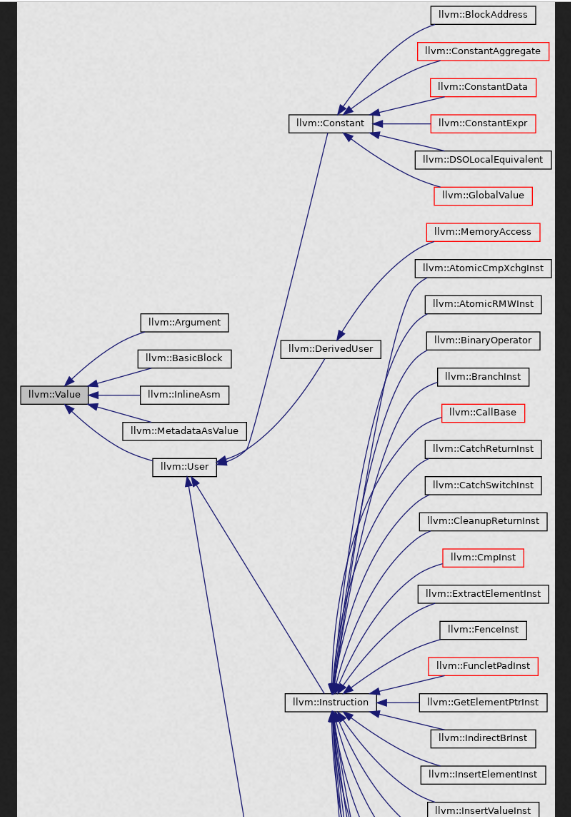 llvm::BlockAddress
llvm::ConstantAggregate
llvm::ConstantData
llvm::Constant
llvm::ConstantExpr
llvm::DSOLocalEquivalent
llvm::GlobalValue
llvm::MemoryAccess
llvm::AtomicCmpXchgInst
llvm::AtomicRMWInst
llvm::Argument
llvm::BinaryOperator
llvm::DerivedUser
llvm::BasicBlock
llvm::BranchInst
llvm::Value
llvm::InlineAsm
llvm::CallBase
llvm::MetadataAsValue
llvm::CatchReturnInst
llvm::User
llvm::CatchSwitchInst
llvm::CleanupReturnInst
llvm::CmpInst
llvm::ExtractElementInst
llvm::FenceInst
llvm::FuncletPadInst
llvm::Instruction
llvm::GetElementPtrInst
llvm::IndirectBrInst
llvm::InsertElementInst
llvm::InsertValueInst